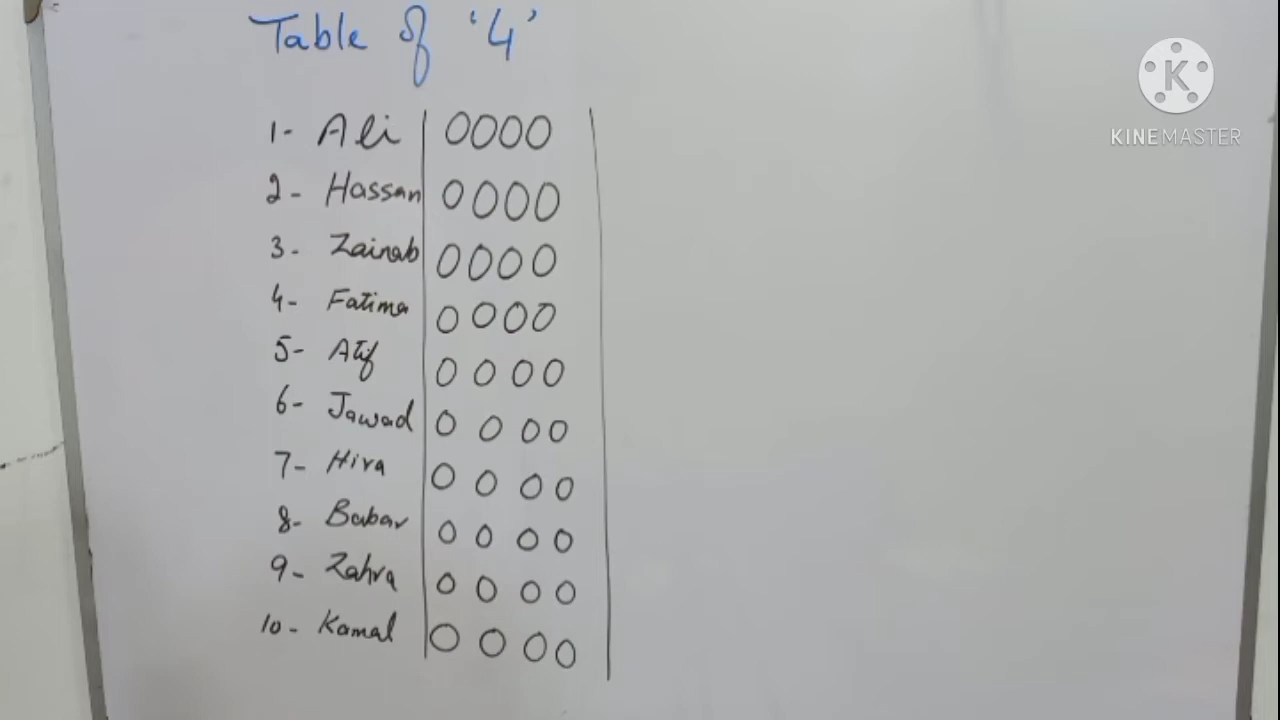 Table of '4'
K
KINEMASTER
1- Ali 0000
2- Hassan 0000
3- Zainab 0000
4- Fatima 0000
5- Atif 0000
6- Jawad 0000
7- Hira 0000
8- Babar 0000
9- Zahra 0000
10- Kamal 0000